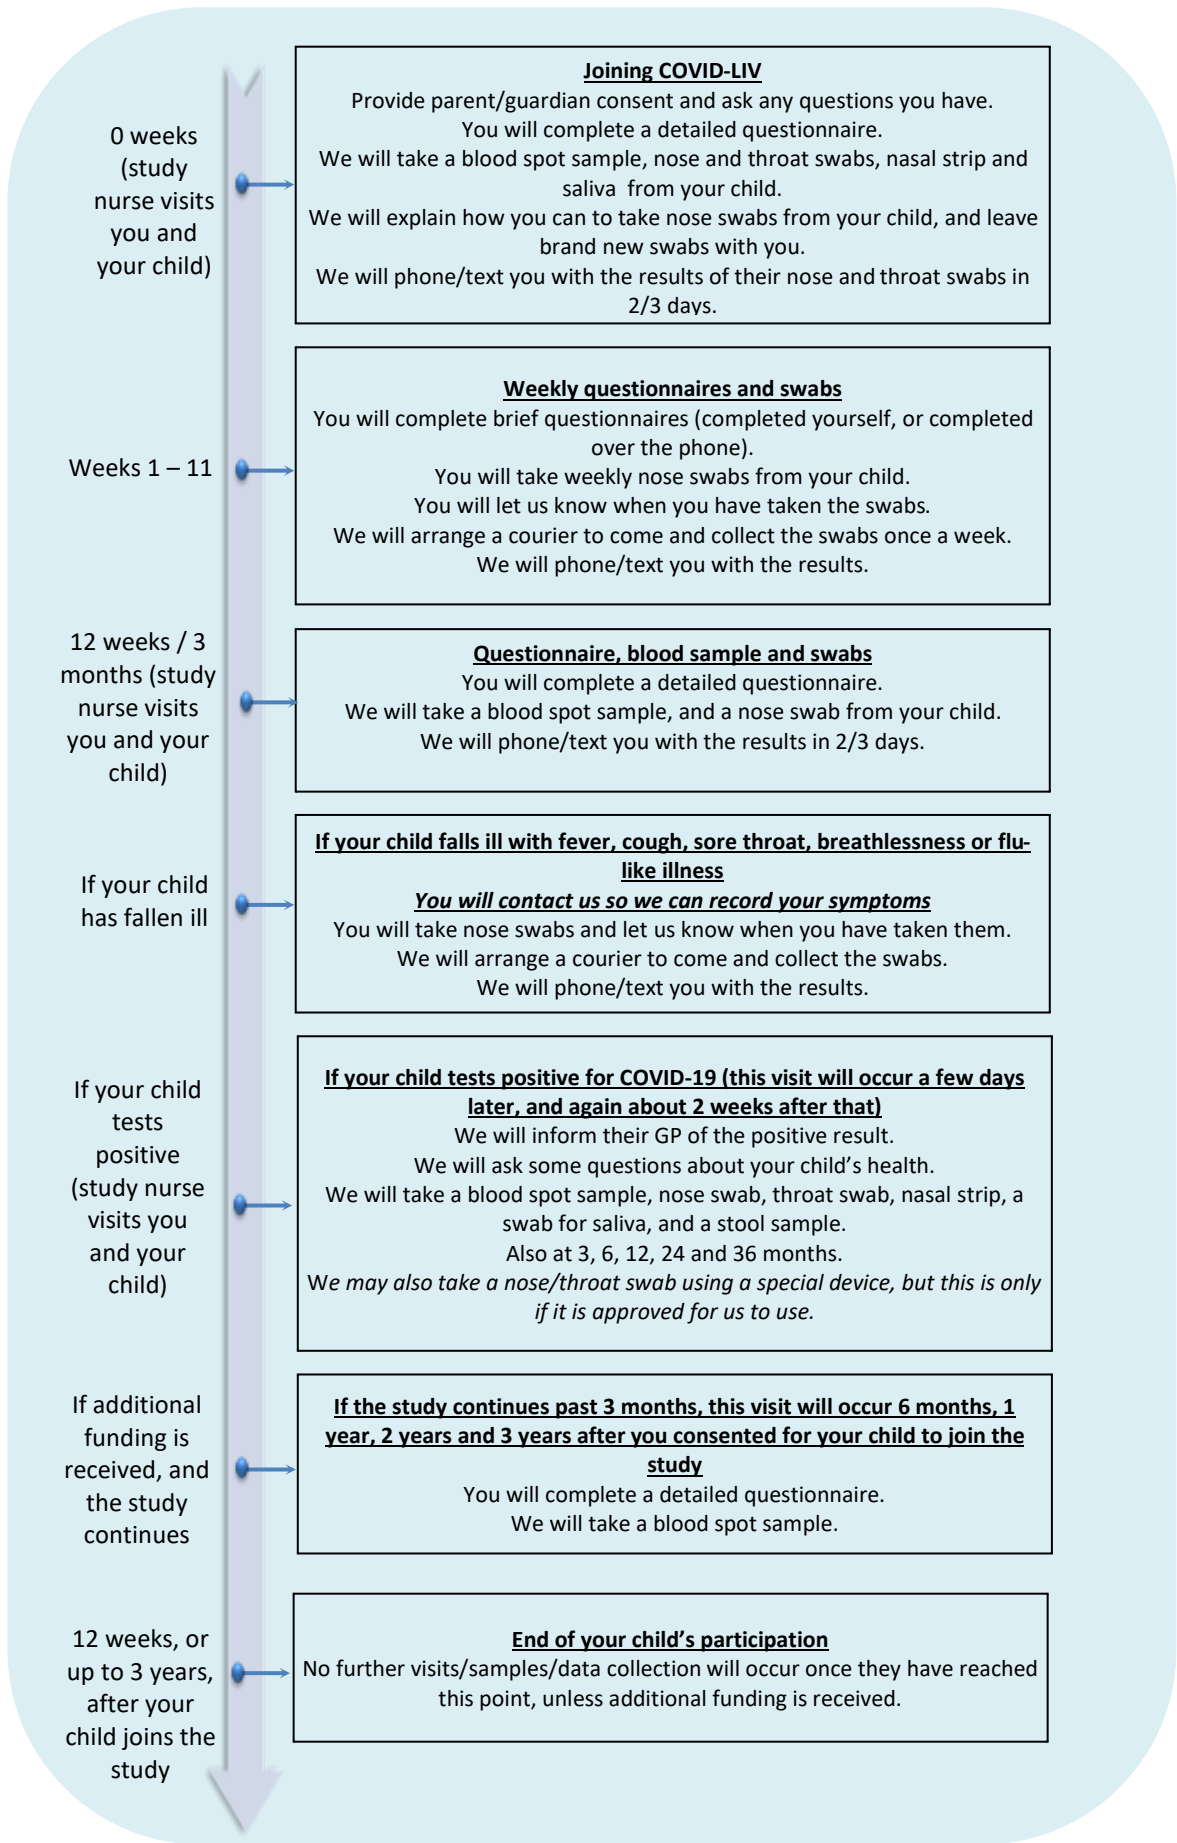 0 weeks
(study
nurse visits
you and
your child)
Joining COVID-LIV
Provide parent/guardian consent and ask any questions you have.
You will complete a detailed questionnaire.
We will take a blood spot sample, nose and throat swabs, nasal strip and
saliva from your child.
We will explain how you can to take nose swabs from your child, and leave
brand new swabs with you.
We will phone/text you with the results of their nose and throat swabs in
2/3 days.
Weeks 1 – 11
Weekly questionnaires and swabs
You will complete brief questionnaires (completed yourself, or completed
over the phone).
You will take weekly nose swabs from your child.
You will let us know when you have taken the swabs.
We will arrange a courier to come and collect the swabs once a week.
We will phone/text you with the results.
12 weeks / 3
months (study
nurse visits
you and your
child)
Questionnaire, blood sample and swabs
You will complete a detailed questionnaire.
We will take a blood spot sample, and a nose swab from your child.
We will phone/text you with the results in 2/3 days.
If your child
has fallen ill
If your child falls ill with fever, cough, sore throat, breathlessness or flu-
like illness
You will contact us so we can record your symptoms
You will take nose swabs and let us know when you have taken them.
We will arrange a courier to come and collect the swabs.
We will phone/text you with the results.
If your child
tests
positive
(study nurse
visits you
and your
child)
If your child tests positive for COVID-19 (this visit will occur a few days
later, and again about 2 weeks after that)
We will inform their GP of the positive result.
We will ask some questions about your child’s health.
We will take a blood spot sample, nose swab, throat swab, nasal strip, a
swab for saliva, and a stool sample.
Also at 3, 6, 12, 24 and 36 months.
We may also take a nose/throat swab using a special device, but this is only
if it is approved for us to use.
If additional
funding is
received, and
the study
continues
If the study continues past 3 months, this visit will occur 6 months, 1
year, 2 years and 3 years after you consented for your child to join the
study
You will complete a detailed questionnaire.
We will take a blood spot sample.
12 weeks, or
up to 3 years,
after your
child joins the
study
End of your child’s participation
No further visits/samples/data collection will occur once they have reached
this point, unless additional funding is received.